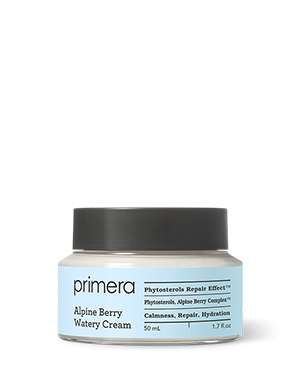 primera
Alpine Berry
Watery Cream
Phytosterols Repair Effect™
Phytosterols, Alpine Berry Complex™
Calmness, Repair, Hydration
50 mL 1.7 fl.oz